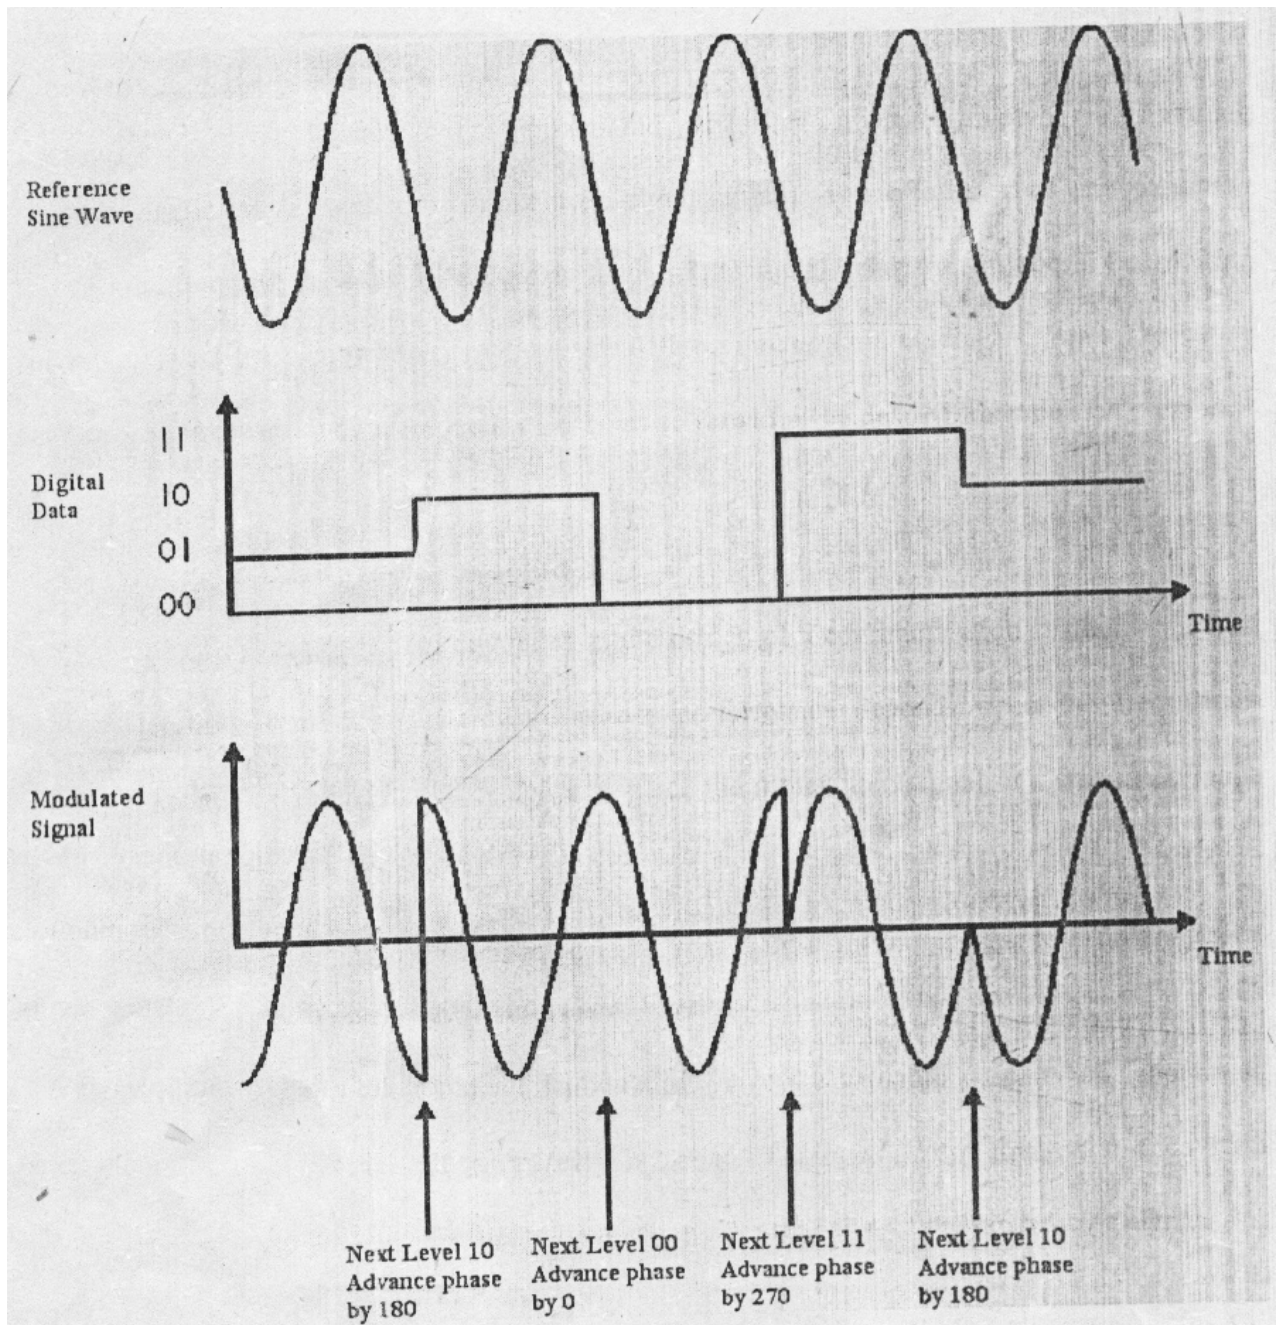 Reference
Sine Wave
Digital
Data
11
10
01
00
Time
Modulated
Signal
Time
Next Level 10
Advance phase
by 180
Next Level 00
Advance phase
by 0
Next Level 11
Advance phase
by 270
Next Level 10
Advance phase
by 180